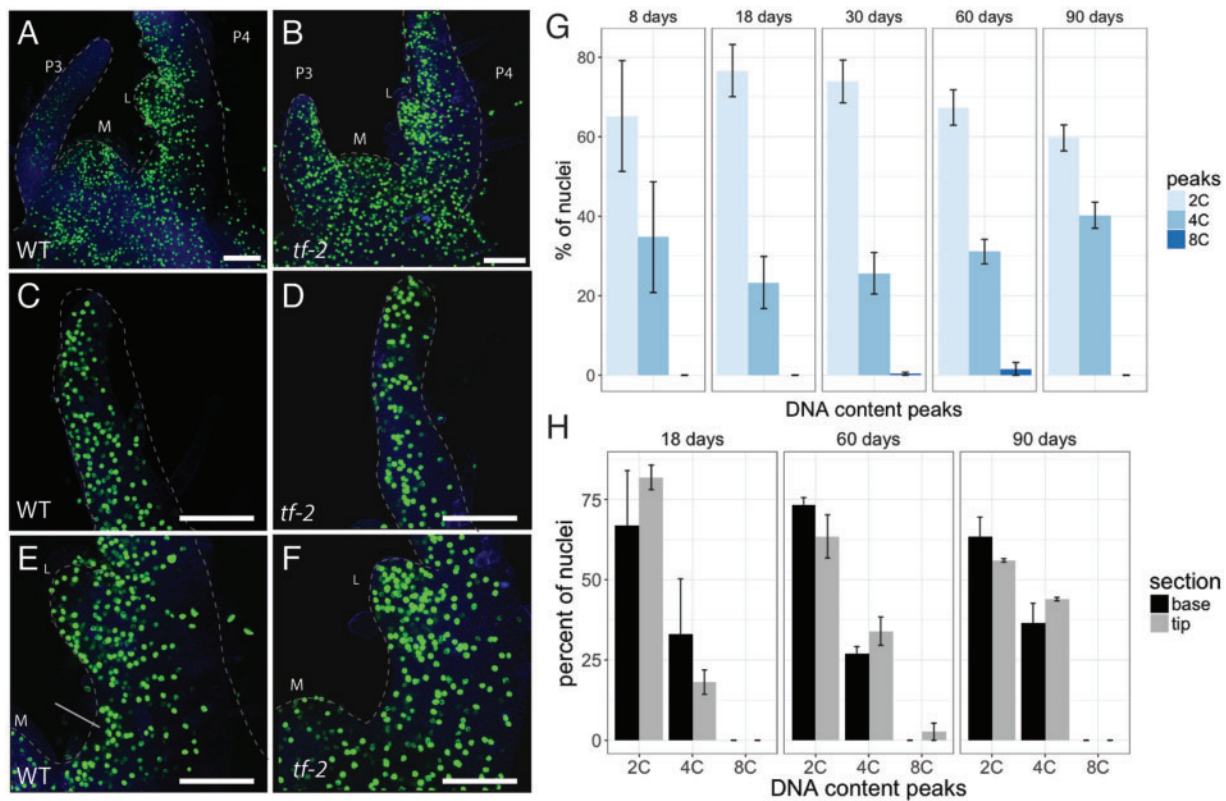 A
P3
P4
L
M
WT
B
P3
P4
L
M
tf-2
C
WT
D
tf-2
E
L
M
WT
F
L
M
tf-2
G
8 days 18 days 30 days 60 days 90 days
% of nuclei
80
60
40
20
0
DNA content peaks
peaks
2C
4C
8C
H
18 days 60 days 90 days
percent of nuclei
75
50
25
0
2C 4C 8C 2C 4C 8C 2C 4C 8C
DNA content peaks
section
base
tip